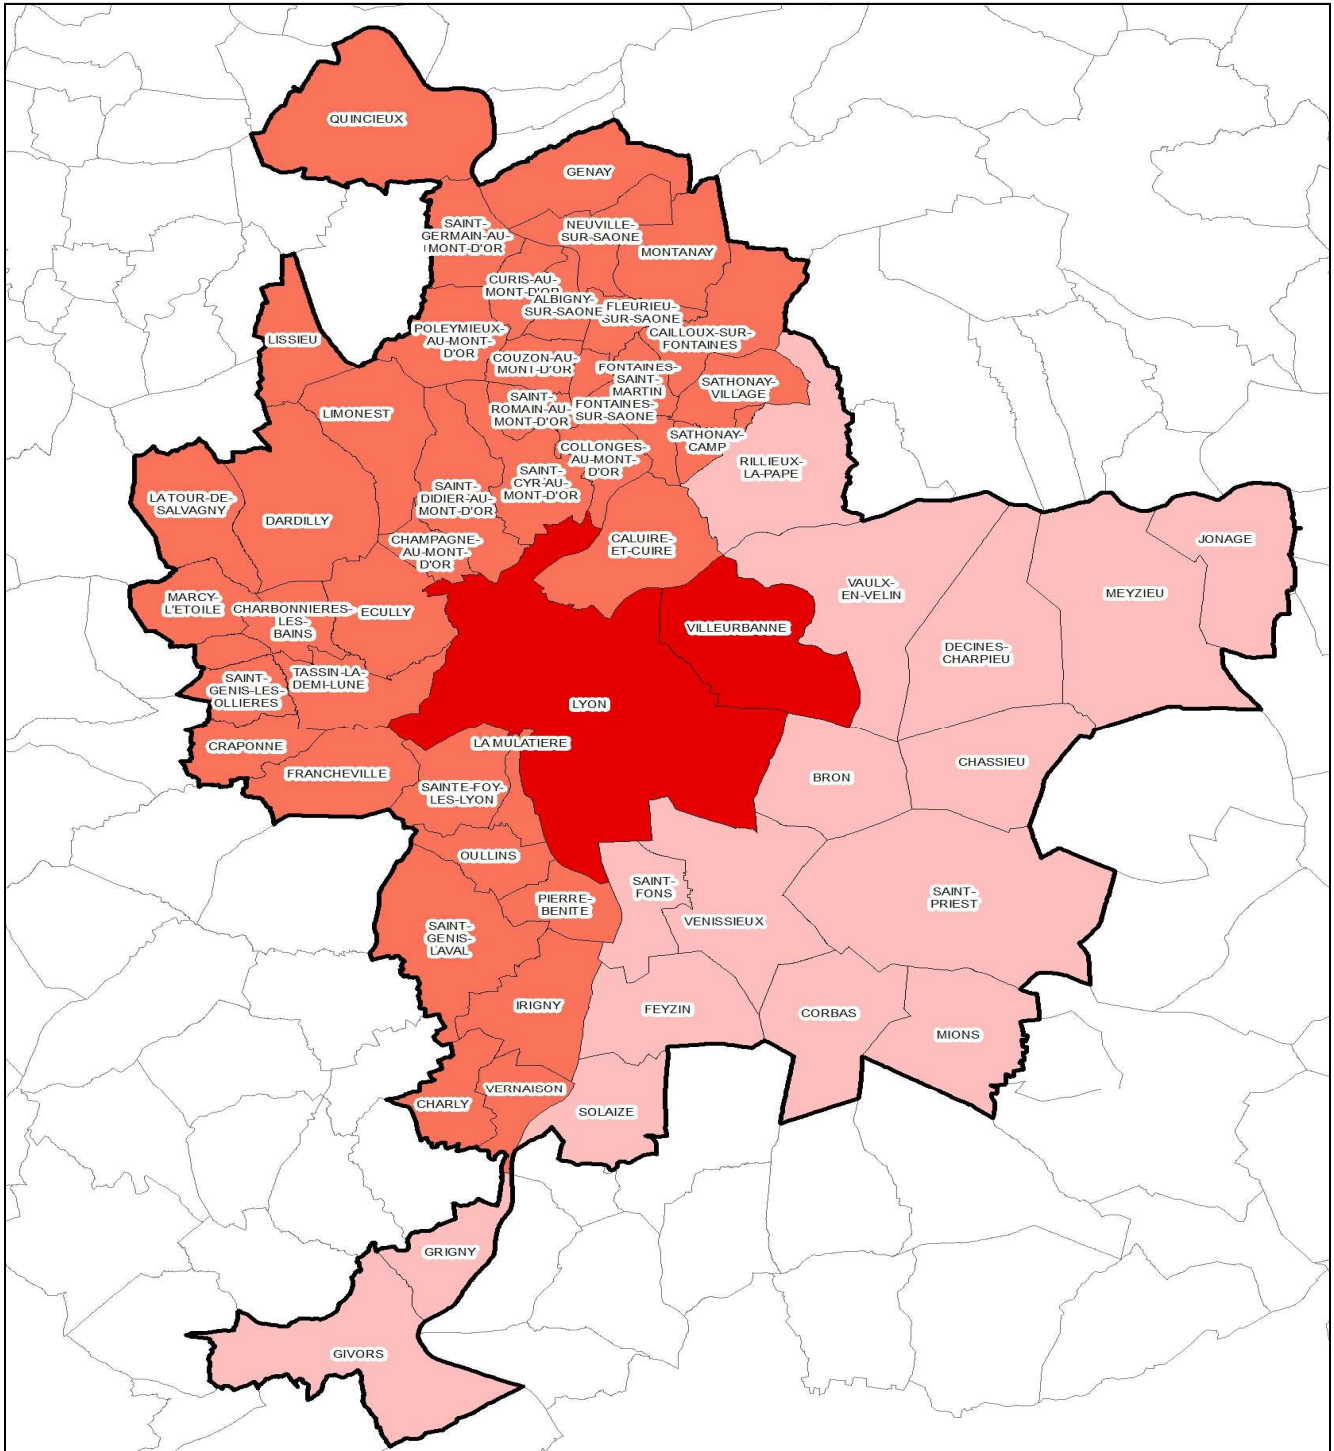 QUINCIEUX
GENAY
SAINT-
GERMAIN-AU-
MONT-D'OR
NEUVILLE-
SUR-SAONE
MONTANAY
CURIS-AU-
MONT-D'OR
ALBIGNY-
SUR-SAONE
FLEURIEU-
SUR-SAONE
CAILLOUX-SUR-
FONTAINES
LISSIEU
POLEYMIEUX-
AU-MONT-
D'OR
COUZON-AU-
MONT-D'OR
FONTAINES-
SAINT-
MARTIN
SATHONAY-
VILLAGE
LIMONEST
SAINT-
ROMAIN-AU-
MONT-D'OR
FONTAINES-
SUR-SAONE
SATHONAY-
CAMP
COLLONGES-
AU-MONT-
D'OR
RILLIEUX-
LA-PAPE
LA TOUR-DE-
SALVAGNY
DARDILLY
SAINT-
DIDIER-AU-
MONT-D'OR
SAINT-
CYR-AU-
MONT-D'OR
CHAMPAGNE-
AU-MONT-
D'OR
CALUIRE-
ET-CUIRE
JONAGE
MARCY-
L'ETOILE
CHARBONNIERES-
LES-
BAINS
ECULLY
VAULX-
EN-VELIN
MEYZIEU
VILLEURBANNE
DECINES-
CHARPIEU
SAINT-
GENIS-LES-
OLLIERES
TASSIN-LA-
DEMI-LUNE
LYON
CRAPONNE
LA MULATIERE
FRANCHEVILLE
SAINTE-FOY-
LES-LYON
BRON
CHASSIEU
OULLINS
PIERRE-
BENITE
SAINT-
FONS
VENISSIEUX
SAINT-
PRIEST
SAINT-
GENIS-
LAVAL
IRIGNY
FEYZIN
CORBAS
MIONS
CHARLY
VERNAISON
SOLAIZE
GRIGNY
GIVORS